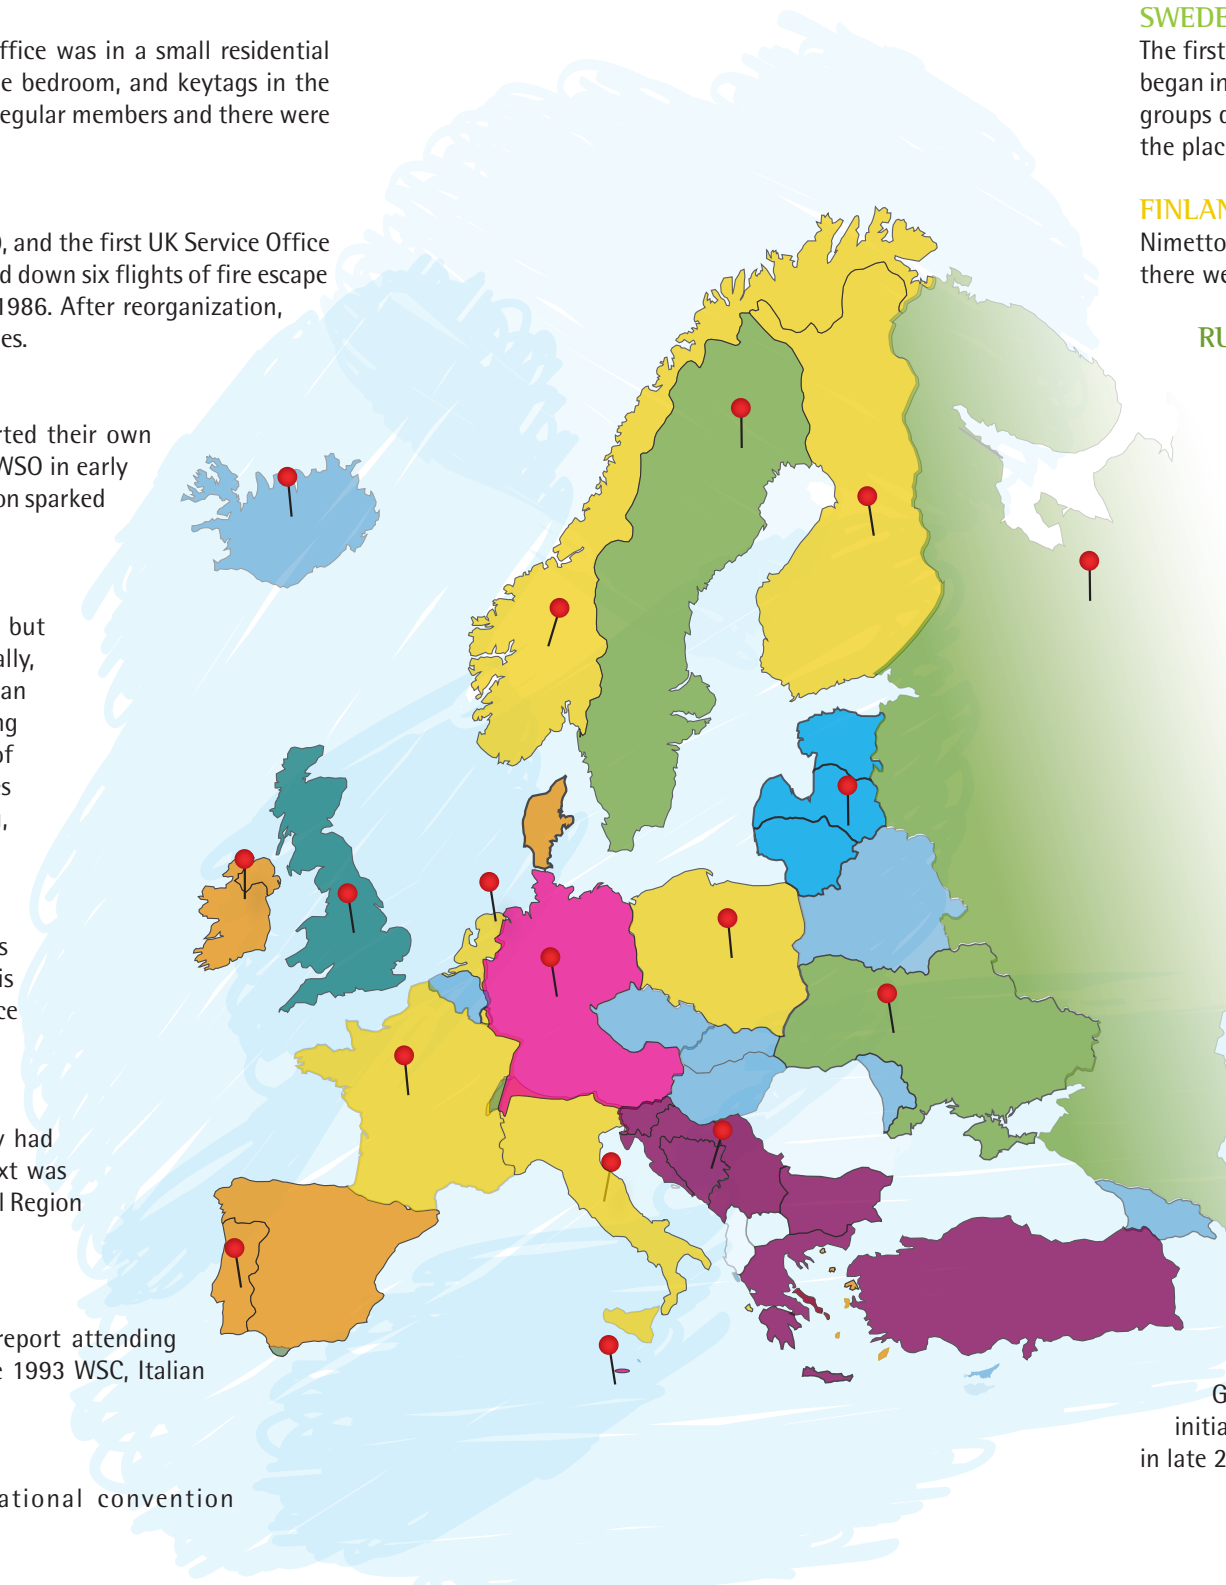 ffice was in a small residential
e bedroom, and keytags in the
egular members and there were
), and the first UK Service Office
d down six flights of fire escape
1986. After reorganization,
es.
rted their own
WSO in early
on sparked
but
ally,
an
ng
of
s
,
s
is
ce
y had
xt was
l Region
report attending
e 1993 WSC, Italian
ational convention
SWEDE
The first
began in
groups c
the plac
FINLAN
Nimetto
there we
RU
G
initia
in late 2